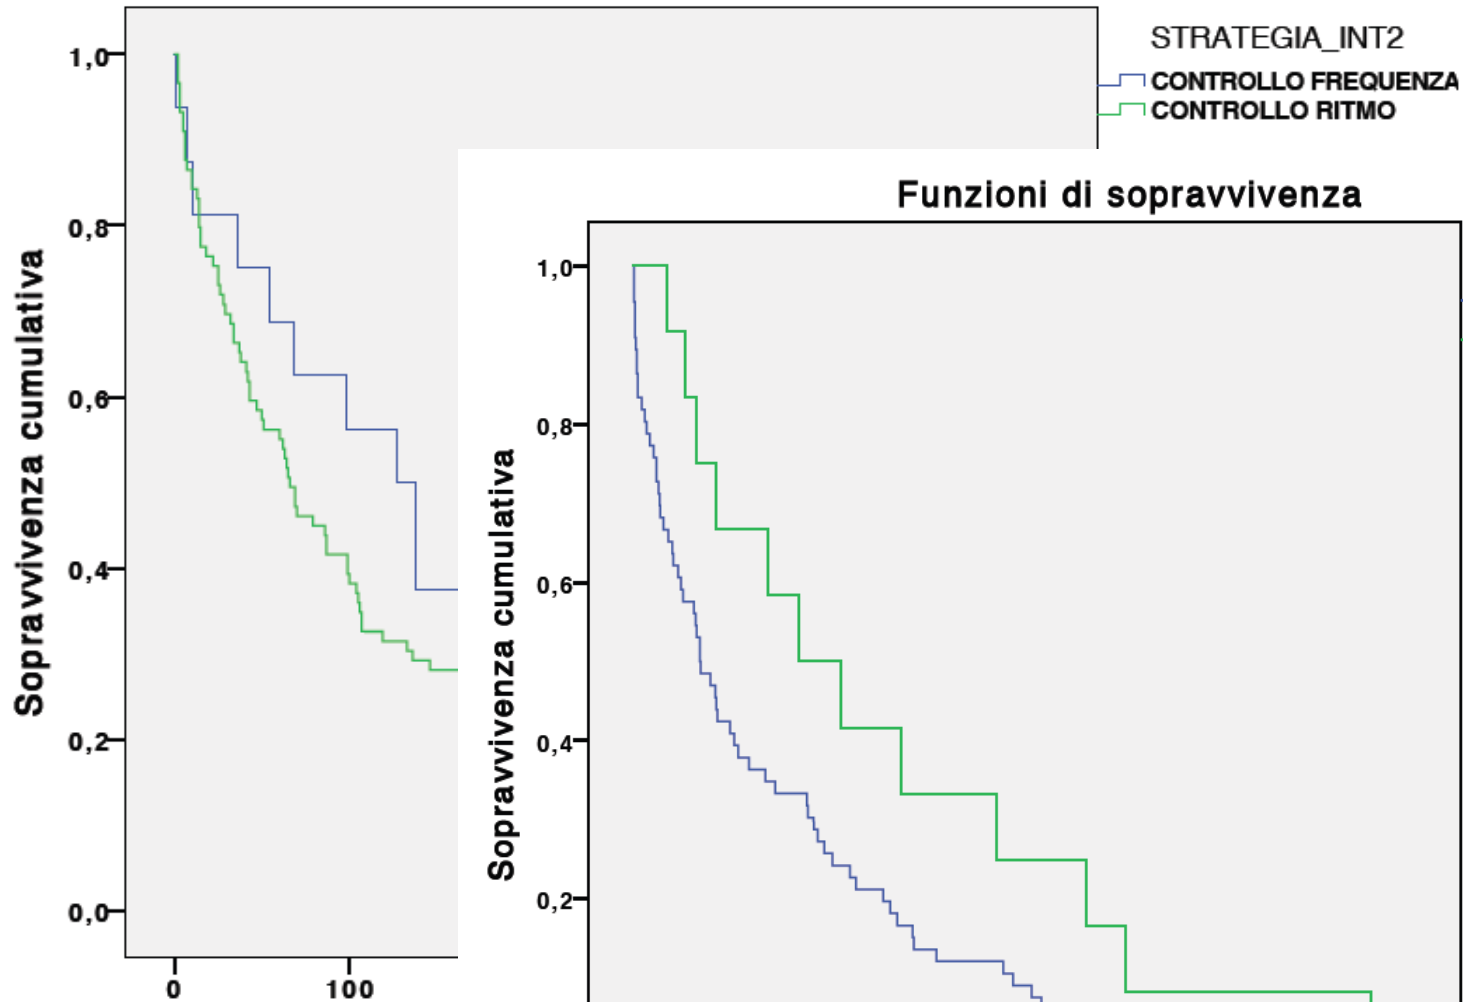 STRATEGIA_INT2
CONTROLLO FREQUENZA
CONTROLLO RITMO
Sopravvivenza cumulativa
1,0
0,8
0,6
0,4
0,2
0,0
0
100
Funzioni di sopravvivenza
Sopravvivenza cumulativa
1,0
0,8
0,6
0,4
0,2